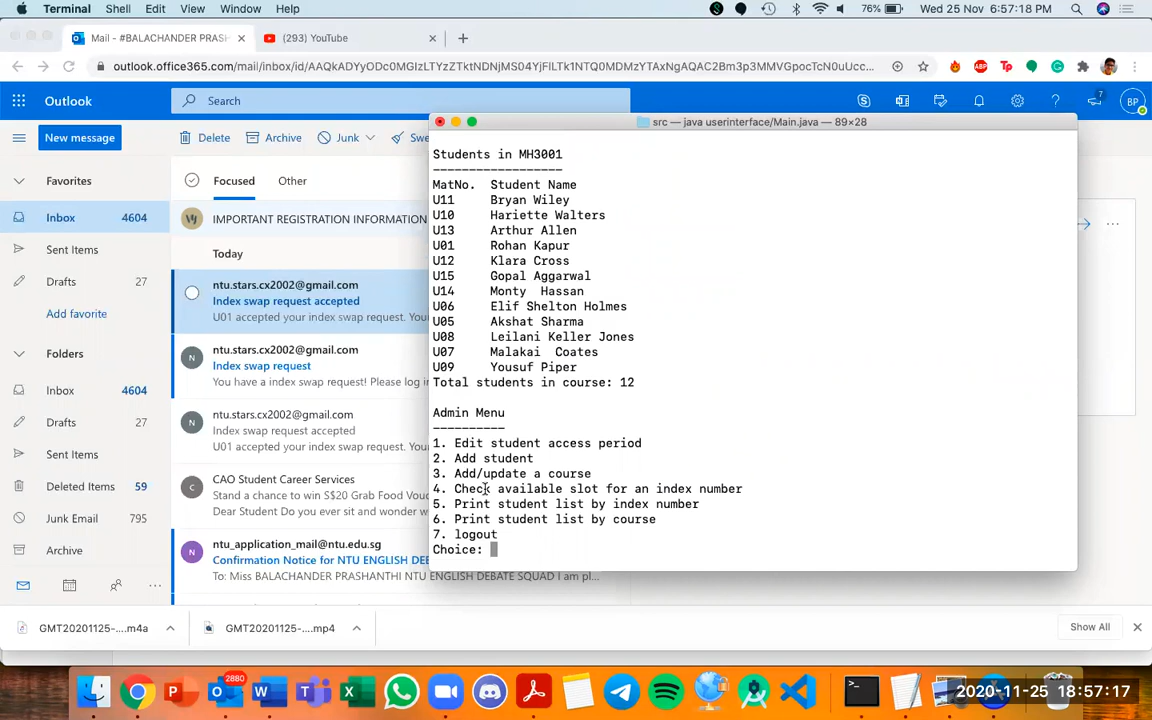 Terminal Shell Edit View Window Help 76% Wed 25 Nov 6:57:18 PM
Mail - #BALACHANDER PRASH (293) YouTube
outlook.office365.com/mail/inbox/id/
Outlook Search BP
New message Delete Archive Junk
Favorites
Inbox 4604
Sent Items
Drafts 27
Add favorite
Folders
Inbox 4604
Drafts 27
Sent Items
Deleted Items 59
Junk Email 795
Archive
Focused Other
IMPORTANT REGISTRATION INFORMATION
Today
ntu.stars.cx2002@gmail.com
Index swap request accepted
U01 accepted your index swap request. You
N ntu.stars.cx2002@gmail.com
Index swap request
You have a index swap request! Please log in
N ntu.stars.cx2002@gmail.com
Index swap request accepted
U01 accepted your index swap request. You
C CAO Student Career Services
Stand a chance to win S$20 Grab Food Vou
Dear Student Do you ever sit and wonder w
N ntu_application_mail@ntu.edu.sg
Confirmation Notice for NTU ENGLISH DEB
To: Miss BALACHANDER PRASHANTHI NTU ENGLISH DEBATE SQUAD I am pl...
src — java userinterface/Main.java — 89×28
Students in MH3001
------------------
MatNo. Student Name
U11 Bryan Wiley
U10 Hariette Walters
U13 Arthur Allen
U01 Rohan Kapur
U12 Klara Cross
U15 Gopal Aggarwal
U14 Monty Hassan
U06 Elif Shelton Holmes
U05 Akshat Sharma
U08 Leilani Keller Jones
U07 Malakai Coates
U09 Yousuf Piper
Total students in course: 12
Admin Menu
----------
1. Edit student access period
2. Add student
3. Add/update a course
4. Check available slot for an index number
5. Print student list by index number
6. Print student list by course
7. logout
Choice:
GMT20201125-....m4a GMT20201125-....mp4 Show All
2880
2020-11-25 18:57:17